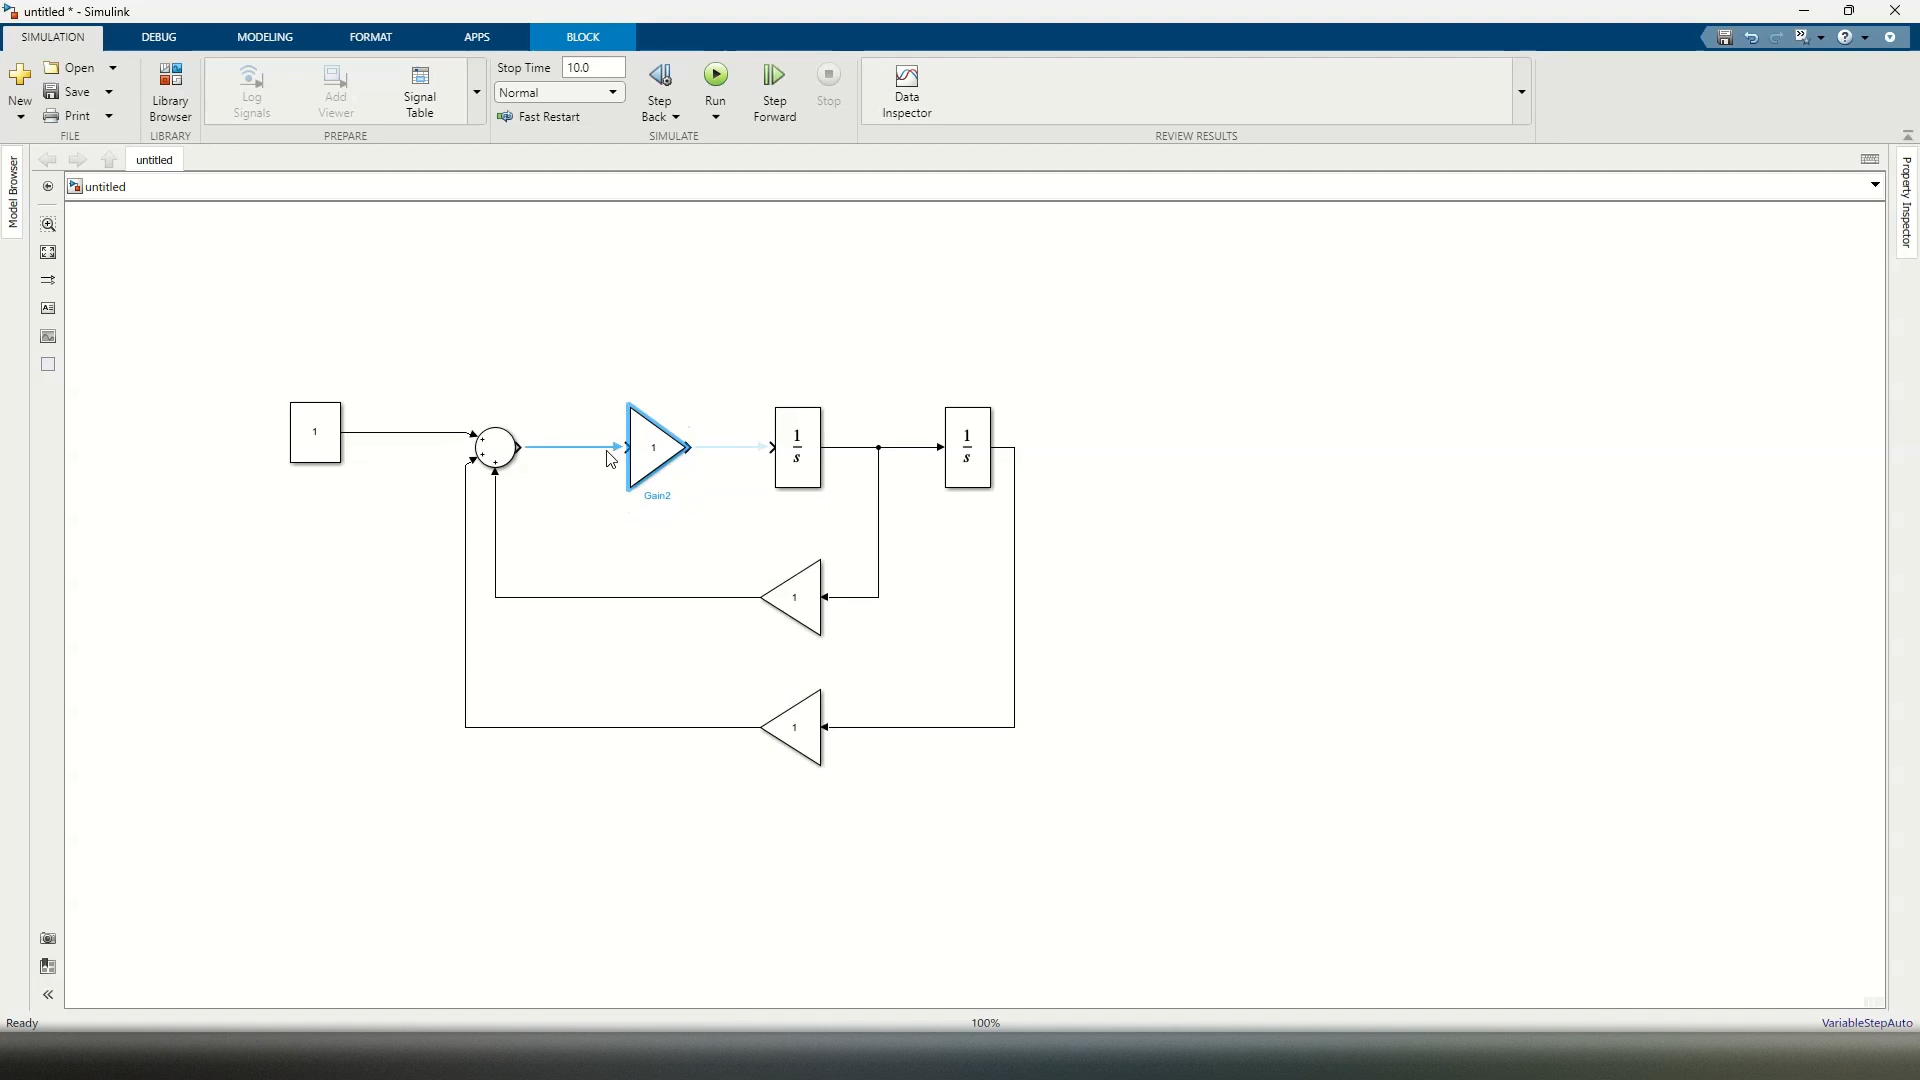 untitled * - Simulink
SIMULATION DEBUG MODELING FORMAT APPS BLOCK
New
Open
Save
Print
FILE
Library
Browser
LIBRARY
Log
Signals
Add
Viewer
Signal
Table
PREPARE
Stop Time 10.0
Normal
Fast Restart
Step
Back
Run
Step
Forward
Stop
SIMULATE
Data
Inspector
REVIEW RESULTS
Model Browser
untitled
untitled
Property Inspector
1
+
+
+
1
Gain2
1
s
1
s
1
1
Ready
100%
VariableStepAuto